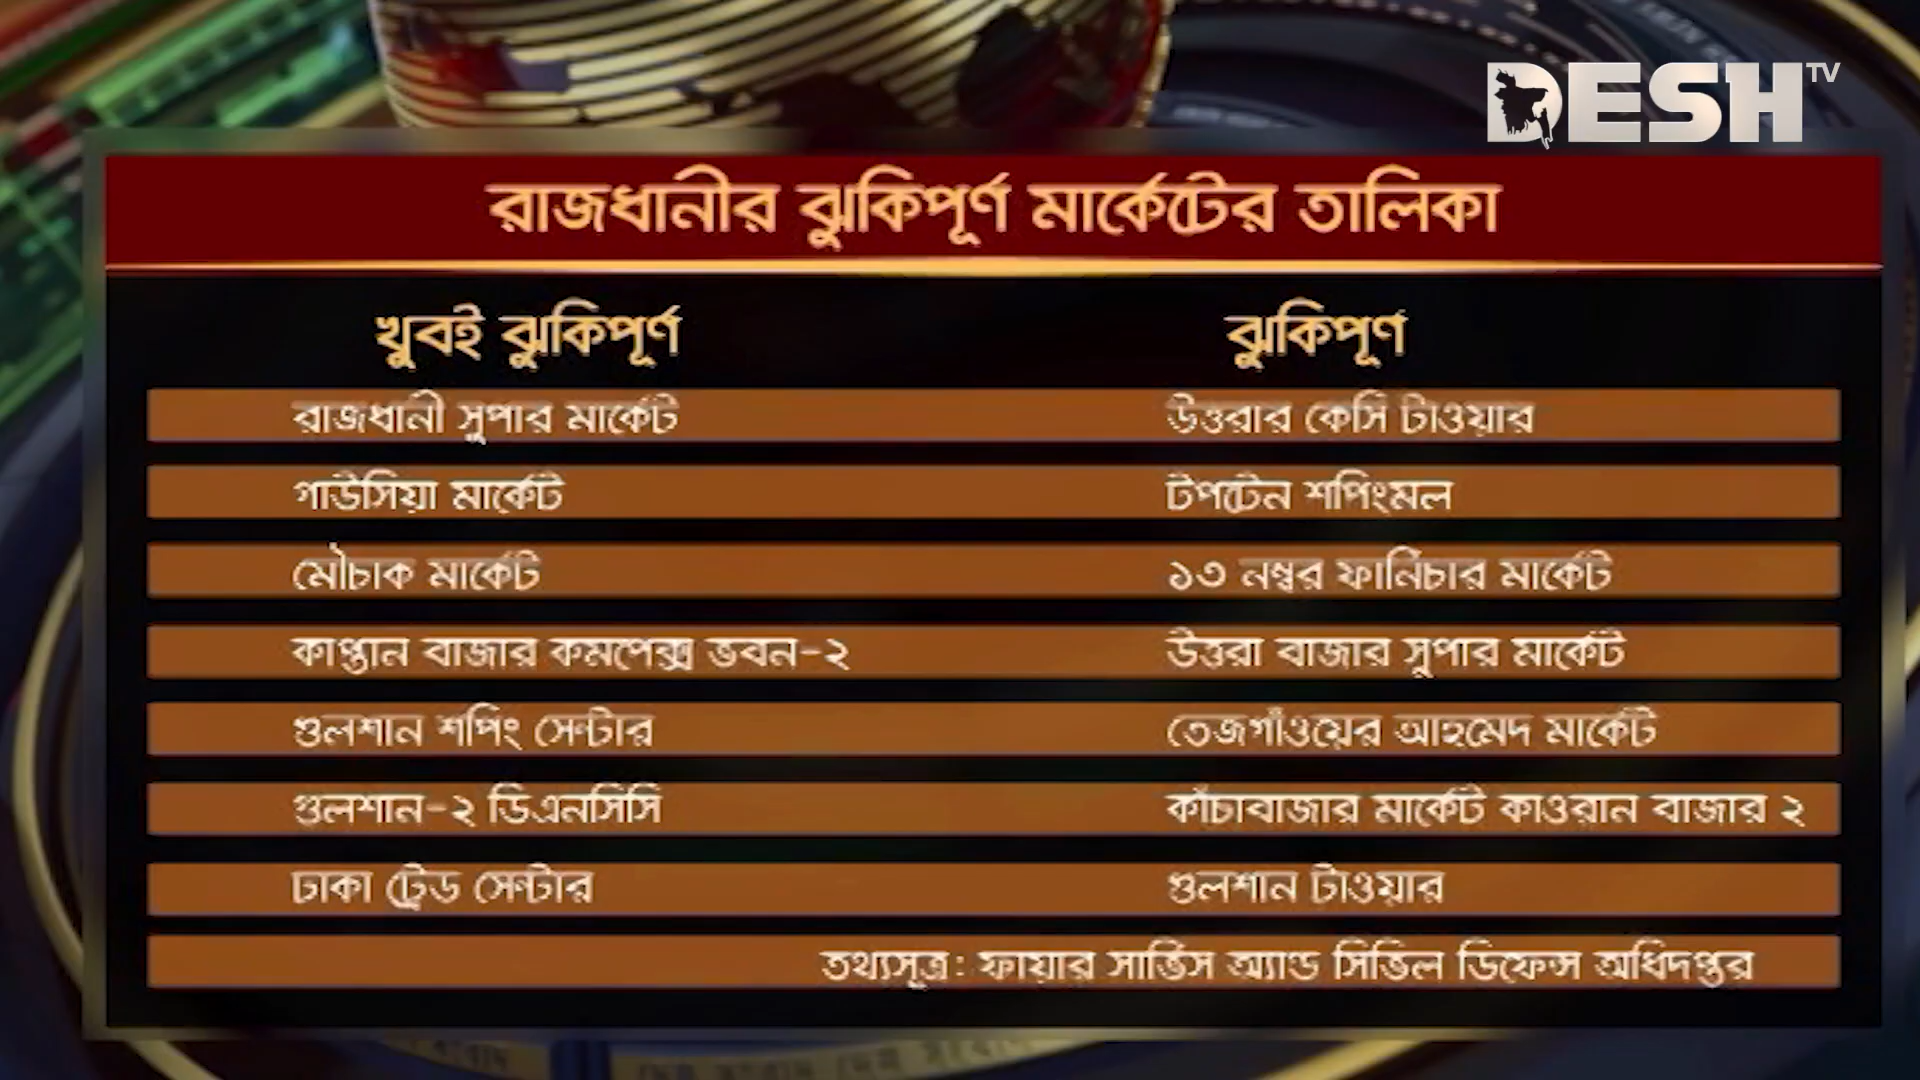 DESH TV
রাজধানীর ঝুকিপূর্ণ মার্কেটের তালিকা
খুবই ঝুকিপূর্ণ ঝুকিপূর্ণ
রাজধানী সুপার মার্কেট উত্তরার কেসি টাওয়ার
গাউসিয়া মার্কেট টপটেন শপিংমল
মৌচাক মার্কেট ১৩ নম্বর ফার্নিচার মার্কেট
কাপ্তান বাজার কমপেক্স ভবন-২ উত্তরা বাজার সুপার মার্কেট
গুলশান শপিং সেন্টার তেজগাঁওয়ের আহমেদ মার্কেট
গুলশান-২ ডিএনসিসি কাঁচাবাজার মার্কেট কাওরান বাজার ২
ঢাকা ট্রেড সেন্টার গুলশান টাওয়ার
তথ্যসূত্র: ফায়ার সার্ভিস অ্যান্ড সিভিল ডিফেন্স অধিদপ্তর